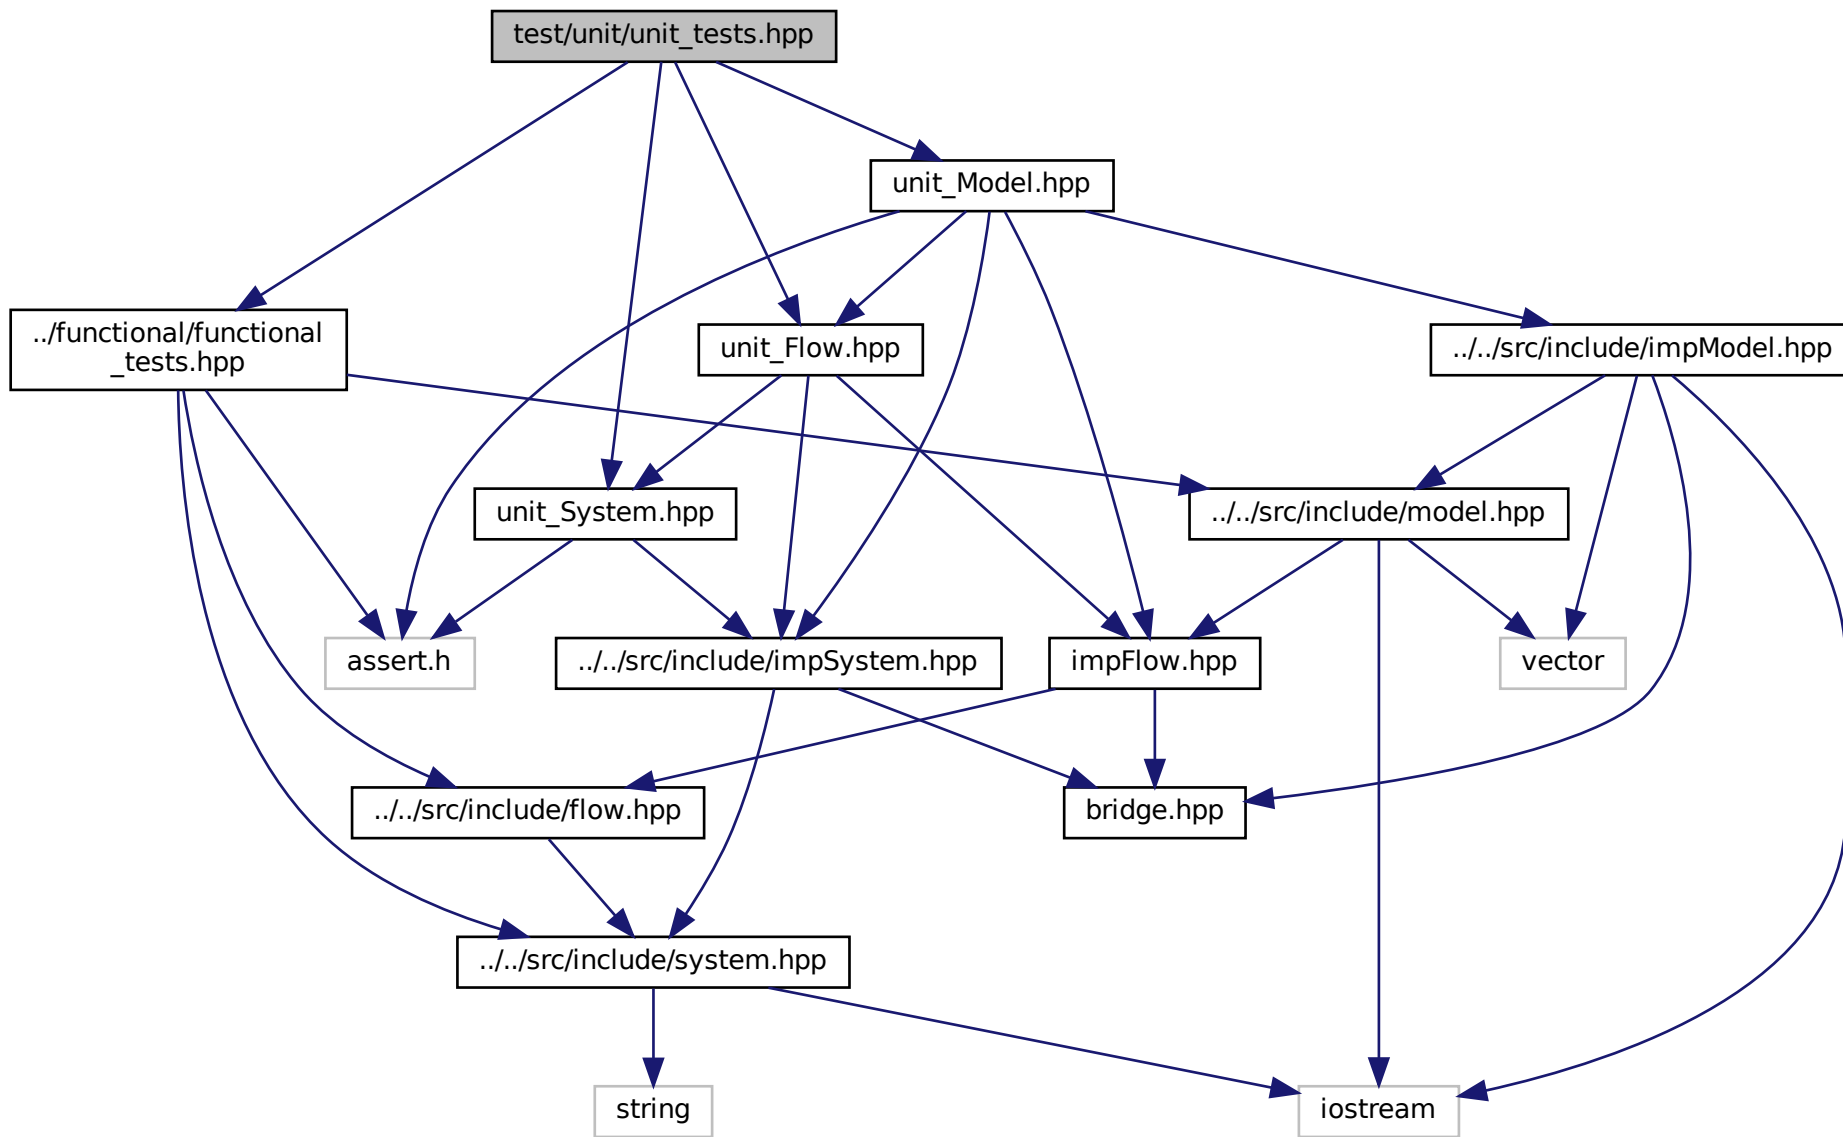 test/unit/unit_tests.hpp
unit_Model.hpp
../functional/functional
_tests.hpp
unit_Flow.hpp
../../src/include/impModel.hpp
unit_System.hpp
../../src/include/model.hpp
assert.h
../../src/include/impSystem.hpp
impFlow.hpp
vector
../../src/include/flow.hpp
bridge.hpp
../../src/include/system.hpp
string
iostream